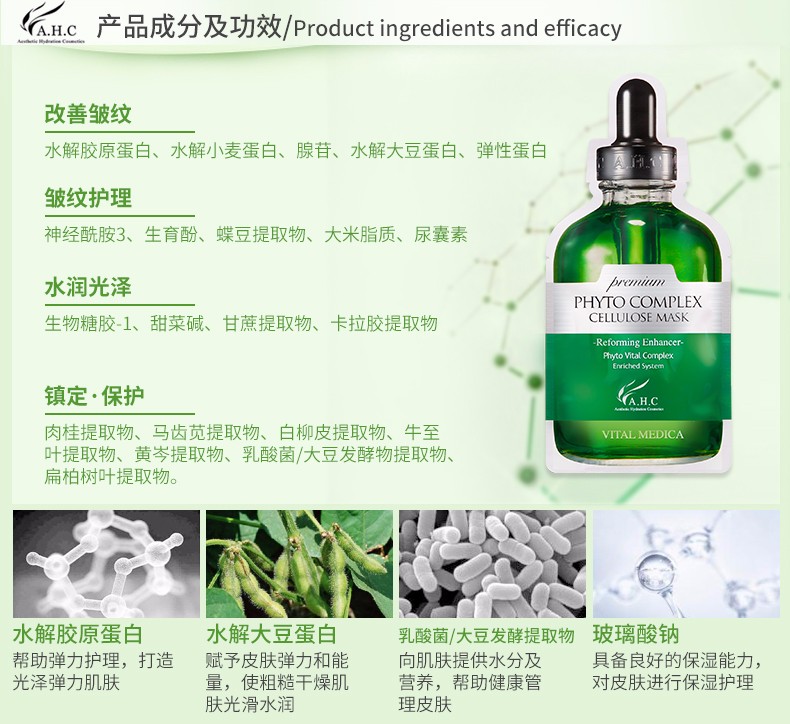 A.H.C
Aesthetic Hydration Cosmetics
产品成分及功效/Product ingredients and efficacy
改善皱纹
水解胶原蛋白、水解小麦蛋白、腺苷、水解大豆蛋白、弹性蛋白
皱纹护理
神经酰胺3、生育酚、蝶豆提取物、大米脂质、尿囊素
水润光泽
生物糖胶-1、甜菜碱、甘蔗提取物、卡拉胶提取物
镇定·保护
肉桂提取物、马齿苋提取物、白柳皮提取物、牛至
叶提取物、黄岑提取物、乳酸菌/大豆发酵物提取物、
扁柏树叶提取物。
A.H.C
premium
PHYTO COMPLEX
CELLULOSE MASK
-Reforming Enhancer-
Phyto Vital Complex
Enriched System
A.H.C
Aesthetic Hydration Cosmetics
VITAL MEDICA
水解胶原蛋白
帮助弹力护理，打造
光泽弹力肌肤
水解大豆蛋白
赋予皮肤弹力和能
量，使粗糙干燥肌
肤光滑水润
乳酸菌/大豆发酵提取物
向肌肤提供水分及
营养，帮助健康管
理皮肤
玻璃酸钠
具备良好的保湿能力，
对皮肤进行保湿护理